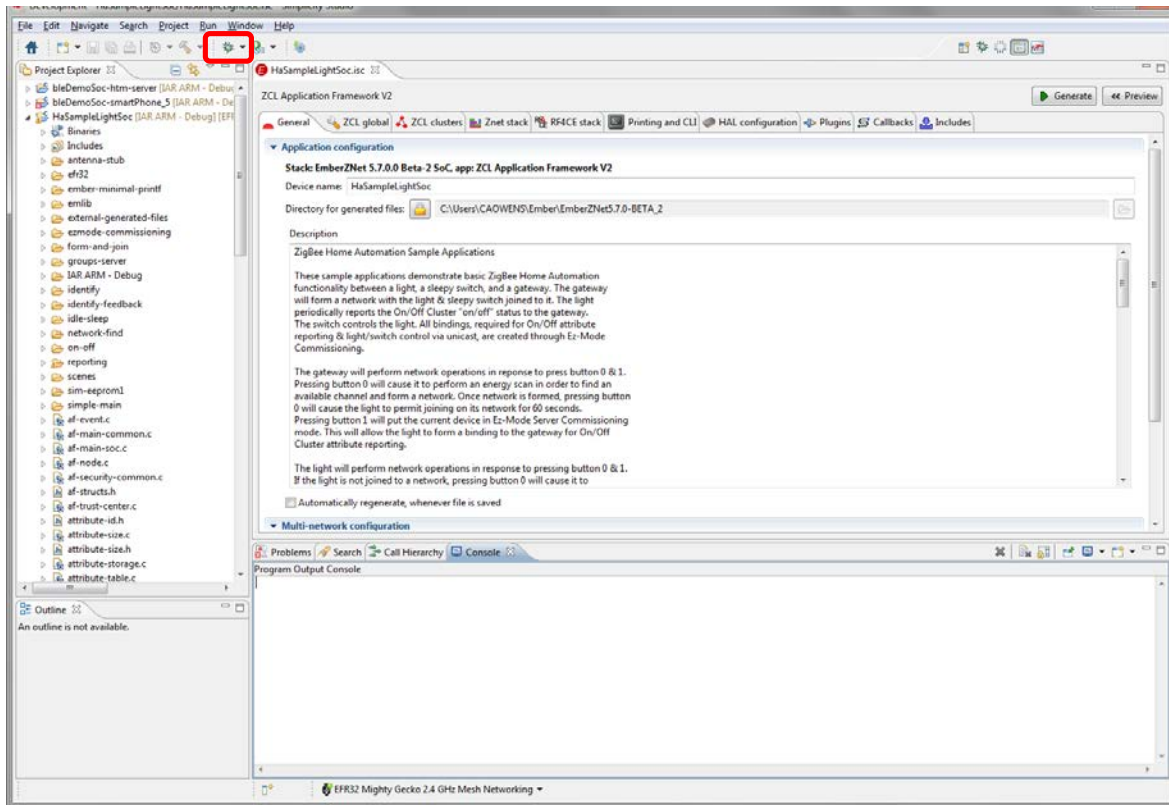 File Edit Navigate Search Project Run Window Help
Project Explorer
bleDemoSoc-htm-server [IAR ARM - Debug
bleDemoSoc-smartPhone_5 [IAR ARM - De
HaSampleLightSoc [IAR ARM - Debug] [EFI
Binaries
Includes
antenna-stub
efr32
ember-minimal-printf
emlib
external-generated-files
ezmode-commissioning
form-and-join
groups-server
IAR ARM - Debug
identify
identify-feedback
idle-sleep
network-find
on-off
reporting
scenes
sim-eeprom1
simple-main
af-event.c
af-main-common.c
af-main-soc.c
af-node.c
af-security-common.c
af-structs.h
af-trust-center.c
attribute-id.h
attribute-size.c
attribute-size.h
attribute-storage.c
attribute-table.c
Outline
An outline is not available.
HaSampleLightSoc.isc
ZCL Application Framework V2
Generate Preview
General ZCL global ZCL clusters Znet stack RF4CE stack Printing and CLI HAL configuration Plugins Callbacks Includes
Application configuration
Stack: EmberZNet 5.7.0.0 Beta-2 SoC, app: ZCL Application Framework V2
Device name: HaSampleLightSoc
Directory for generated files: C:\Users\CAOWENS\Ember\EmberZNet5.7.0-BETA_2
Description
ZigBee Home Automation Sample Applications
These sample applications demonstrate basic ZigBee Home Automation
functionality between a light, a sleepy switch, and a gateway. The gateway
will form a network with the light & sleepy switch joined to it. The light
periodically reports the On/Off Cluster "on/off" status to the gateway.
The switch controls the light. All bindings, required for On/Off attribute
reporting & light/switch control via unicast, are created through Ez-Mode
Commissioning.
The gateway will perform network operations in reponse to press button 0 & 1.
Pressing button 0 will cause it to perform an energy scan in order to find an
available channel and form a network. Once network is formed, pressing button
0 will cause the light to permit joining on its network for 60 seconds.
Pressing button 1 will put the current device in Ez-Mode Server Commissioning
mode. This will allow the light to form a binding to the gateway for On/Off
Cluster attribute reporting.
The light will perform network operations in response to pressing button 0 & 1.
If the light is not joined to a network, pressing button 0 will cause it to
Automatically regenerate, whenever file is saved
Multi-network configuration
Problems Search Call Hierarchy Console
Program Output Console
EFR32 Mighty Gecko 2.4 GHz Mesh Networking